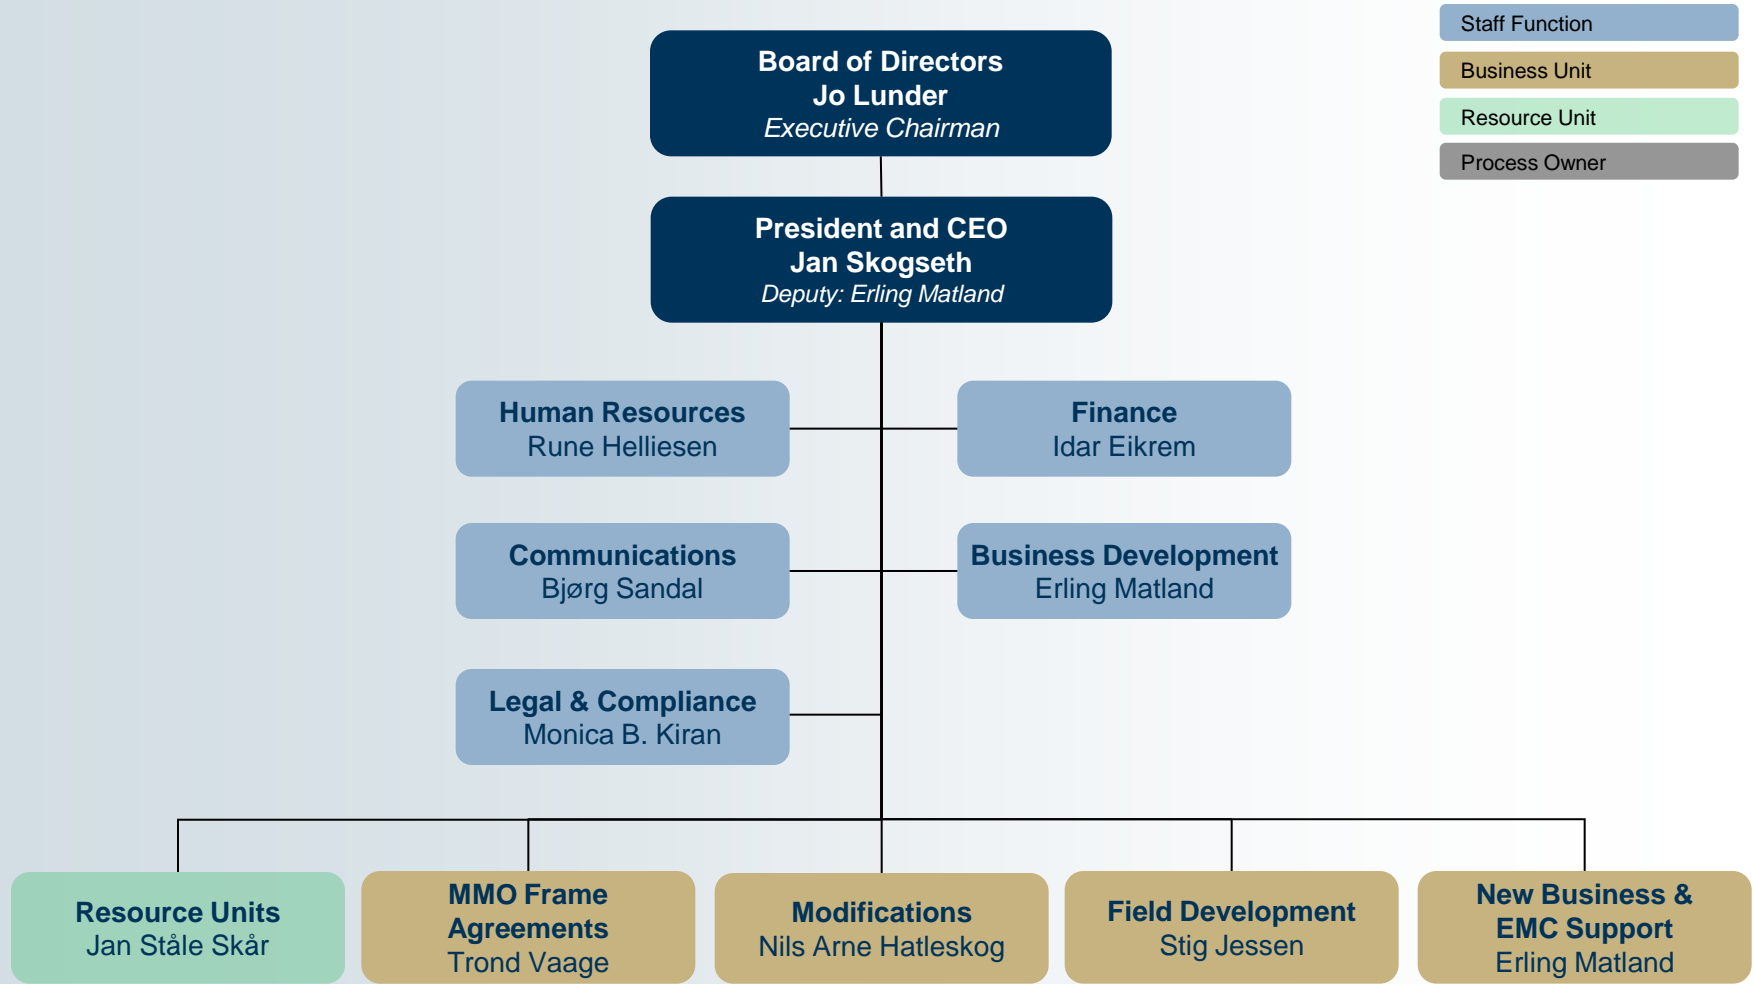 Staff Function
Business Unit
Resource Unit
Process Owner
Board of Directors
Jo Lunder
Executive Chairman
President and CEO
Jan Skogseth
Deputy: Erling Matland
Human Resources
Rune Helliesen
Finance
Idar Eikrem
Communications
Bjørg Sandal
Business Development
Erling Matland
Legal & Compliance
Monica B. Kiran
Resource Units
Jan Ståle Skår
MMO Frame
Agreements
Trond Vaage
Modifications
Nils Arne Hatleskog
Field Development
Stig Jessen
New Business &
EMC Support
Erling Matland